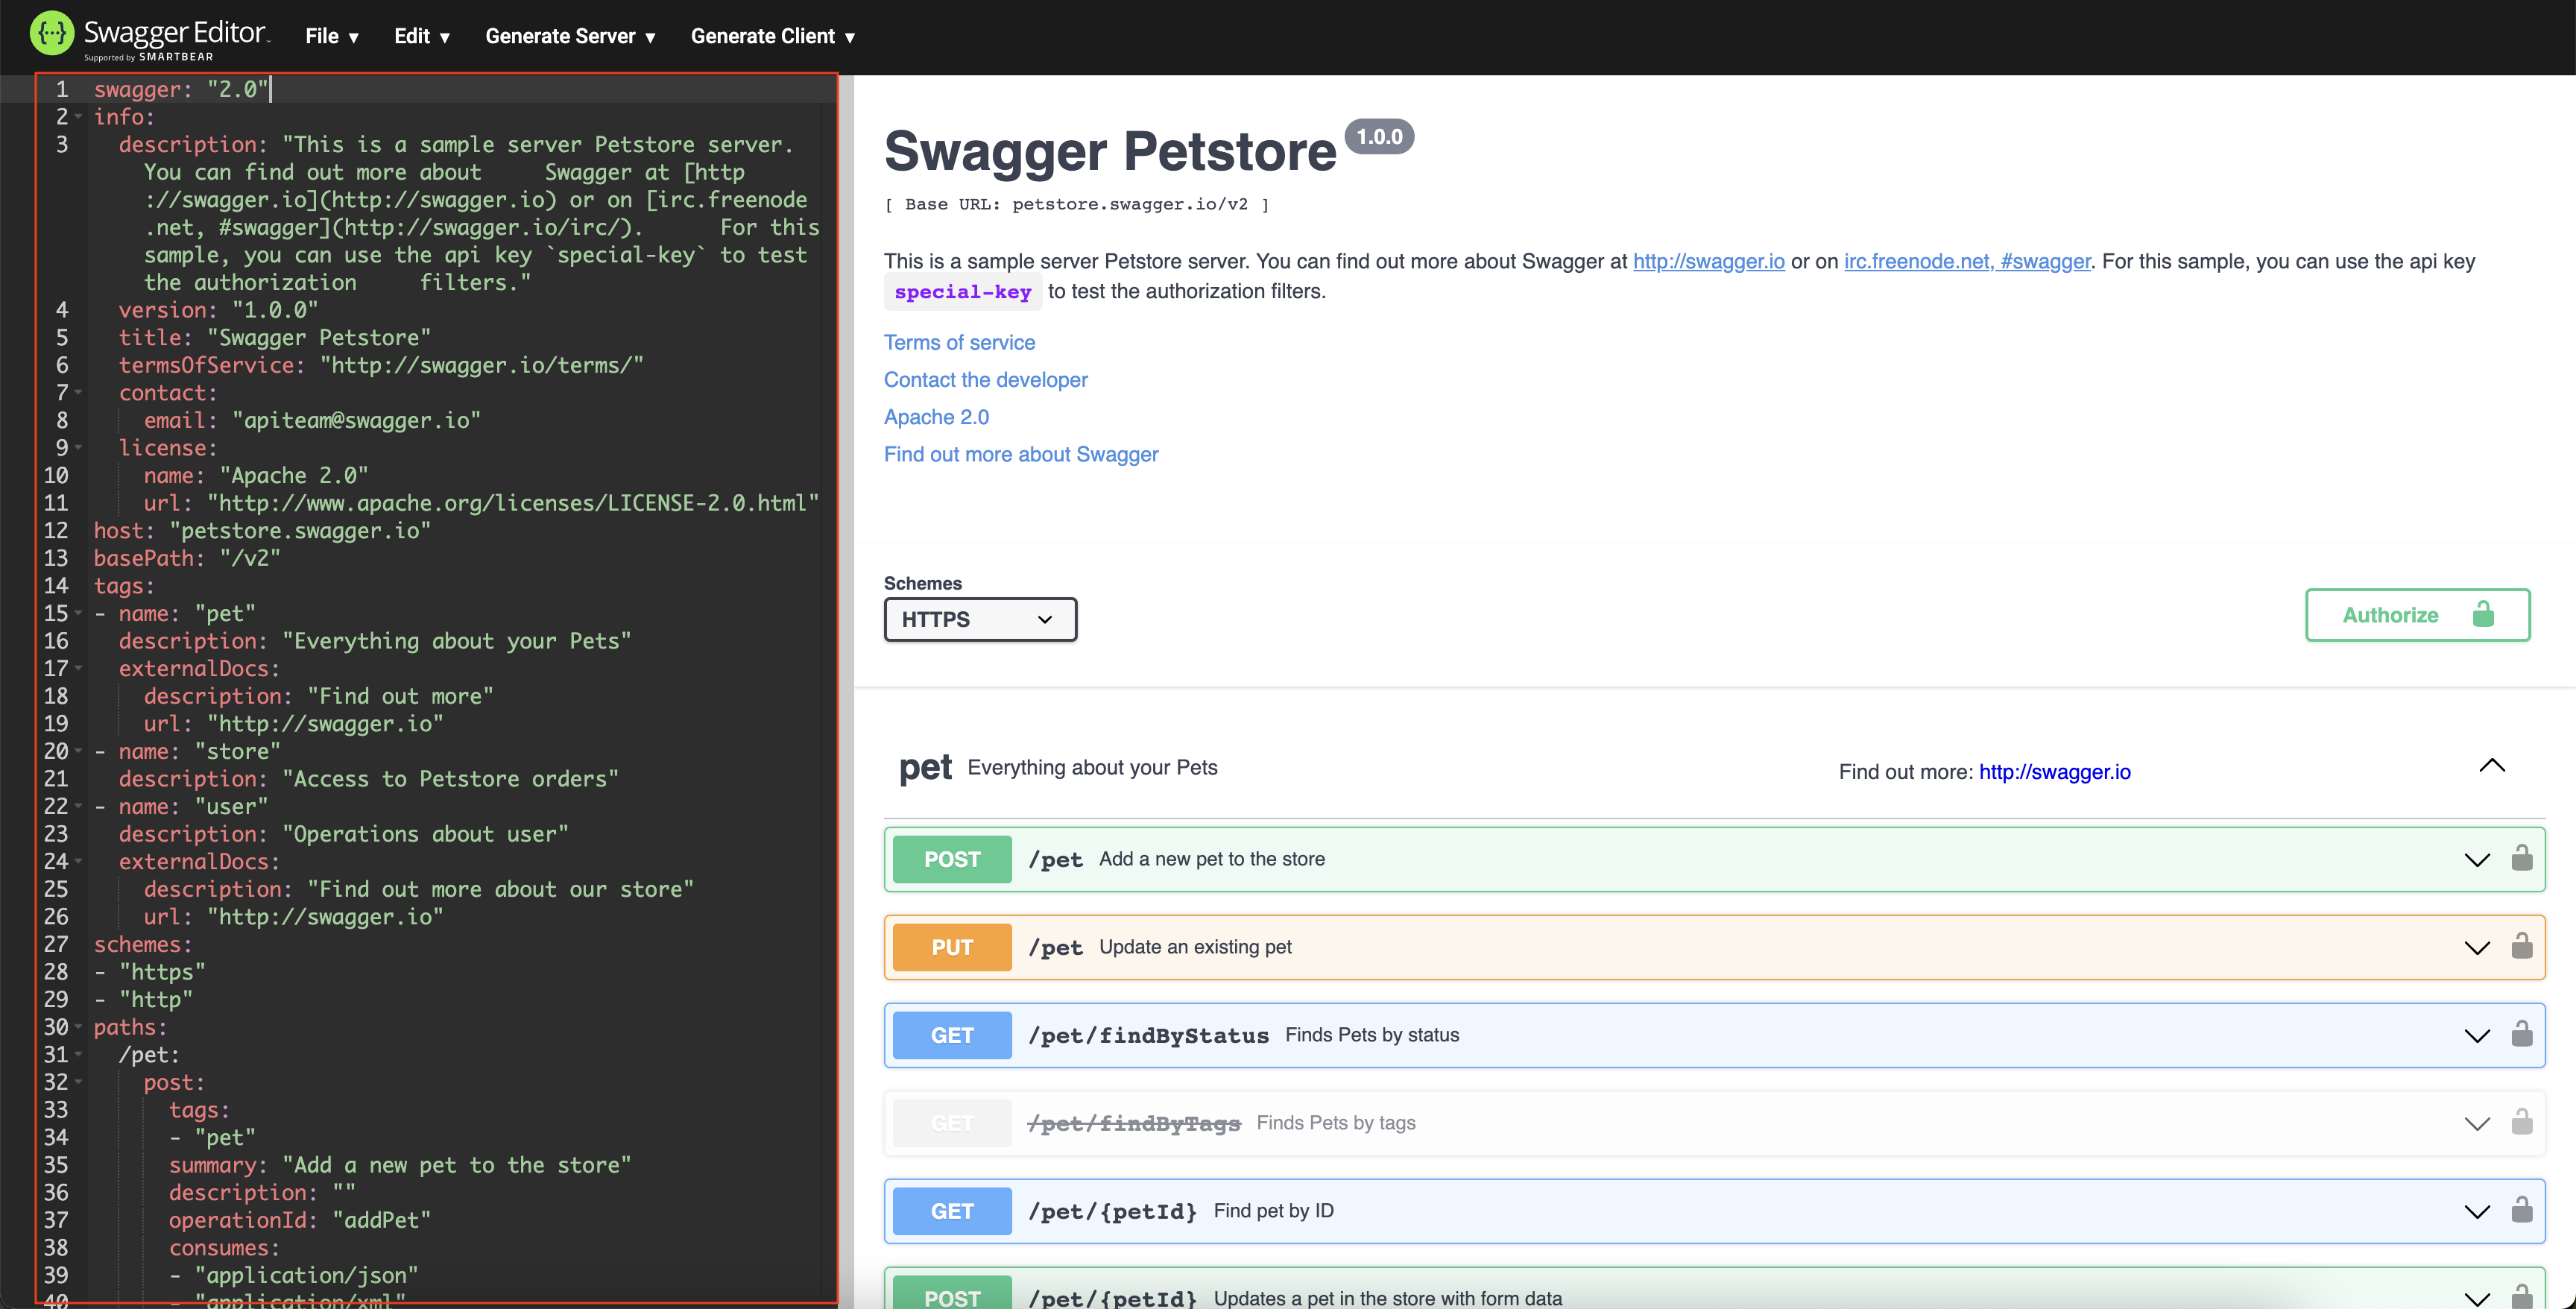 Swagger Editor
Supported by SMARTBEAR
File ▼ Edit ▼ Generate Server ▼ Generate Client ▼
1 swagger: "2.0"
2 info:
3 description: "This is a sample server Petstore server.
You can find out more about     Swagger at [http
://swagger.io](http://swagger.io) or on [irc.freenode
.net, #swagger](http://swagger.io/irc/).      For this
sample, you can use the api key `special-key` to test
the authorization     filters."
4 version: "1.0.0"
5 title: "Swagger Petstore"
6 termsOfService: "http://swagger.io/terms/"
7 contact:
8 email: "apiteam@swagger.io"
9 license:
10 name: "Apache 2.0"
11 url: "http://www.apache.org/licenses/LICENSE-2.0.html"
12 host: "petstore.swagger.io"
13 basePath: "/v2"
14 tags:
15 - name: "pet"
16 description: "Everything about your Pets"
17 externalDocs:
18 description: "Find out more"
19 url: "http://swagger.io"
20 - name: "store"
21 description: "Access to Petstore orders"
22 - name: "user"
23 description: "Operations about user"
24 externalDocs:
25 description: "Find out more about our store"
26 url: "http://swagger.io"
27 schemes:
28 - "https"
29 - "http"
30 paths:
31 /pet:
32 post:
33 tags:
34 - "pet"
35 summary: "Add a new pet to the store"
36 description: ""
37 operationId: "addPet"
38 consumes:
39 - "application/json"
40 - "application/xml"
Swagger Petstore 1.0.0
[ Base URL: petstore.swagger.io/v2 ]
This is a sample server Petstore server. You can find out more about Swagger at http://swagger.io or on irc.freenode.net, #swagger. For this sample, you can use the api key
special-key to test the authorization filters.
Terms of service
Contact the developer
Apache 2.0
Find out more about Swagger
Schemes
HTTPS
Authorize
pet Everything about your Pets Find out more: http://swagger.io
POST /pet Add a new pet to the store
PUT /pet Update an existing pet
GET /pet/findByStatus Finds Pets by status
GET /pet/findByTags Finds Pets by tags
GET /pet/{petId} Find pet by ID
POST /pet/{petId} Updates a pet in the store with form data